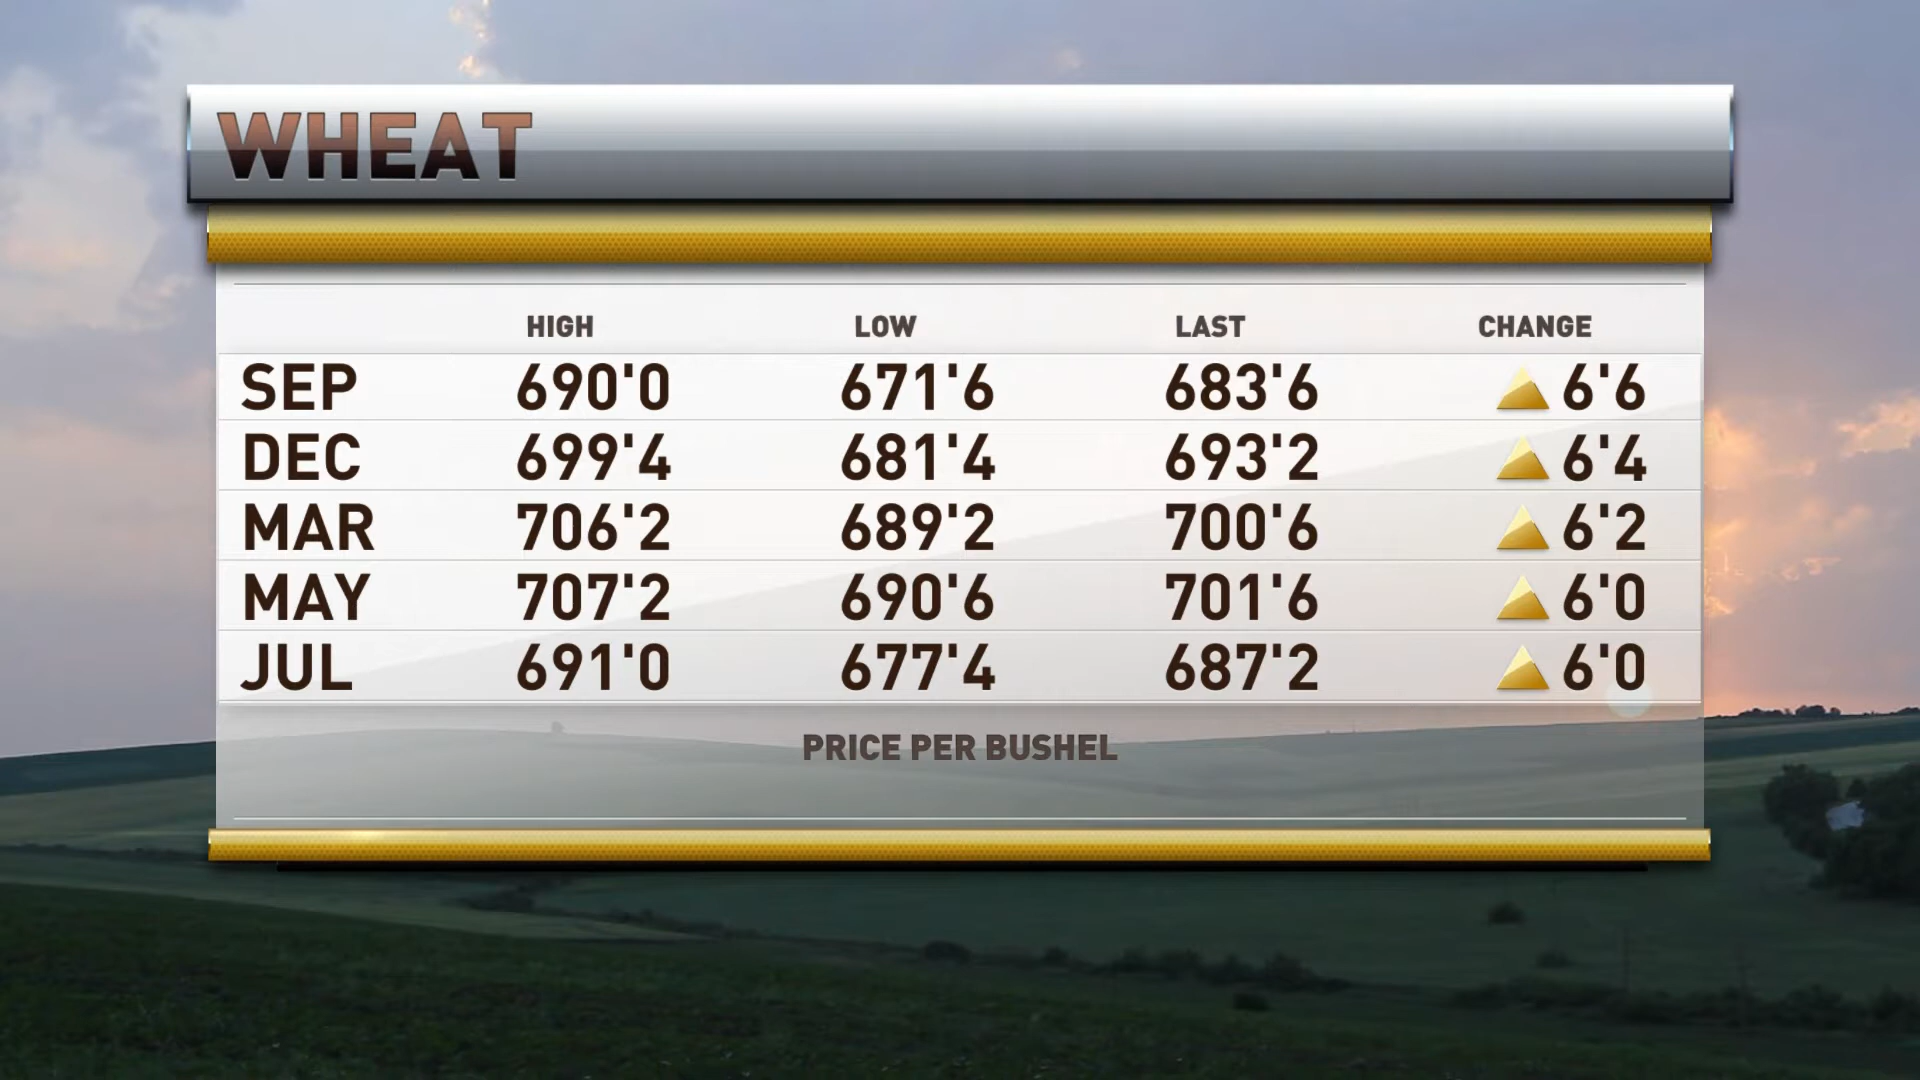 WHEAT
HIGH LOW LAST CHANGE
SEP 690'0 671'6 683'6 6'6
DEC 699'4 681'4 693'2 6'4
MAR 706'2 689'2 700'6 6'2
MAY 707'2 690'6 701'6 6'0
JUL 691'0 677'4 687'2 6'0
PRICE PER BUSHEL